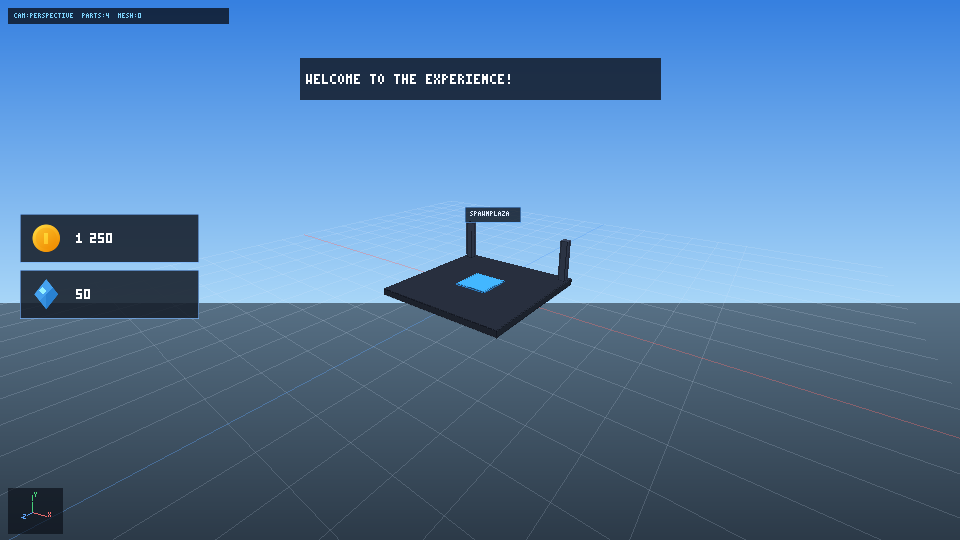 CAM:PERSPECTIVE PARTS:4 MESH:0
WELCOME TO THE EXPERIENCE!
SPAWNPLAZA
1 250
50
Y
-Z
X